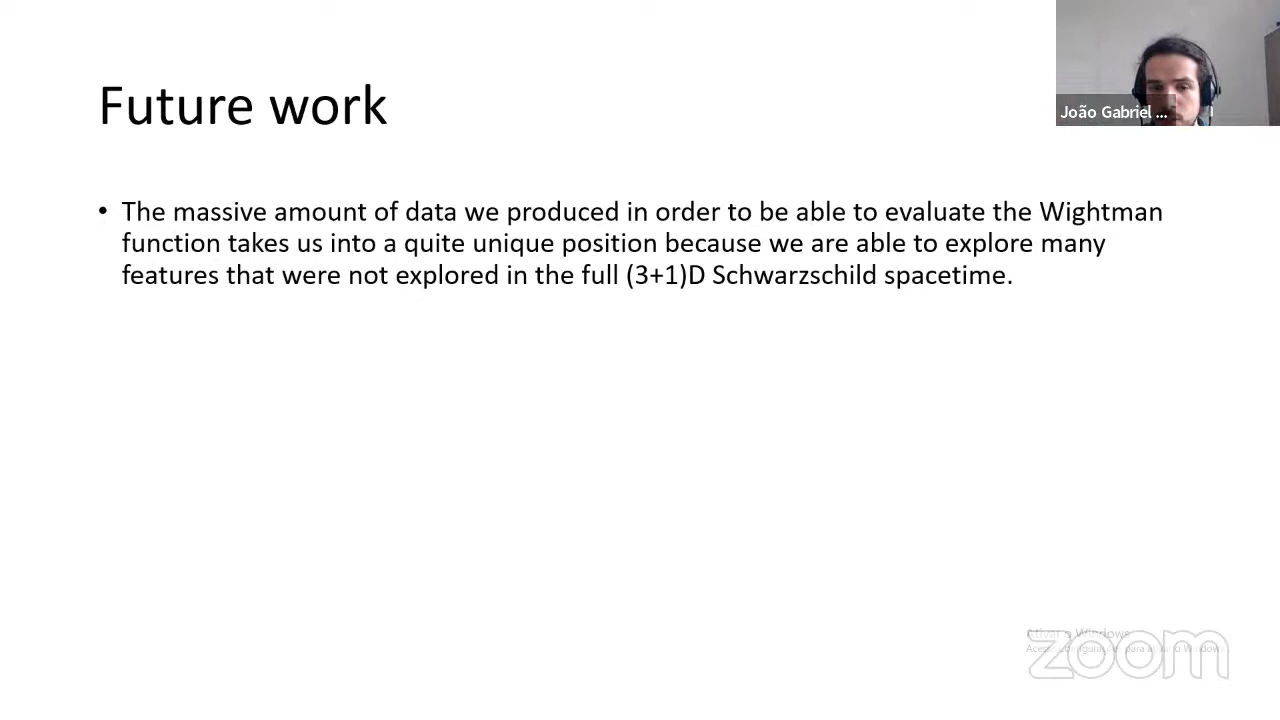 Future work
João Gabriel ...
• The massive amount of data we produced in order to be able to evaluate the Wightman
function takes us into a quite unique position because we are able to explore many
features that were not explored in the full (3+1)D Schwarzschild spacetime.
Ativar o Windows
zoom